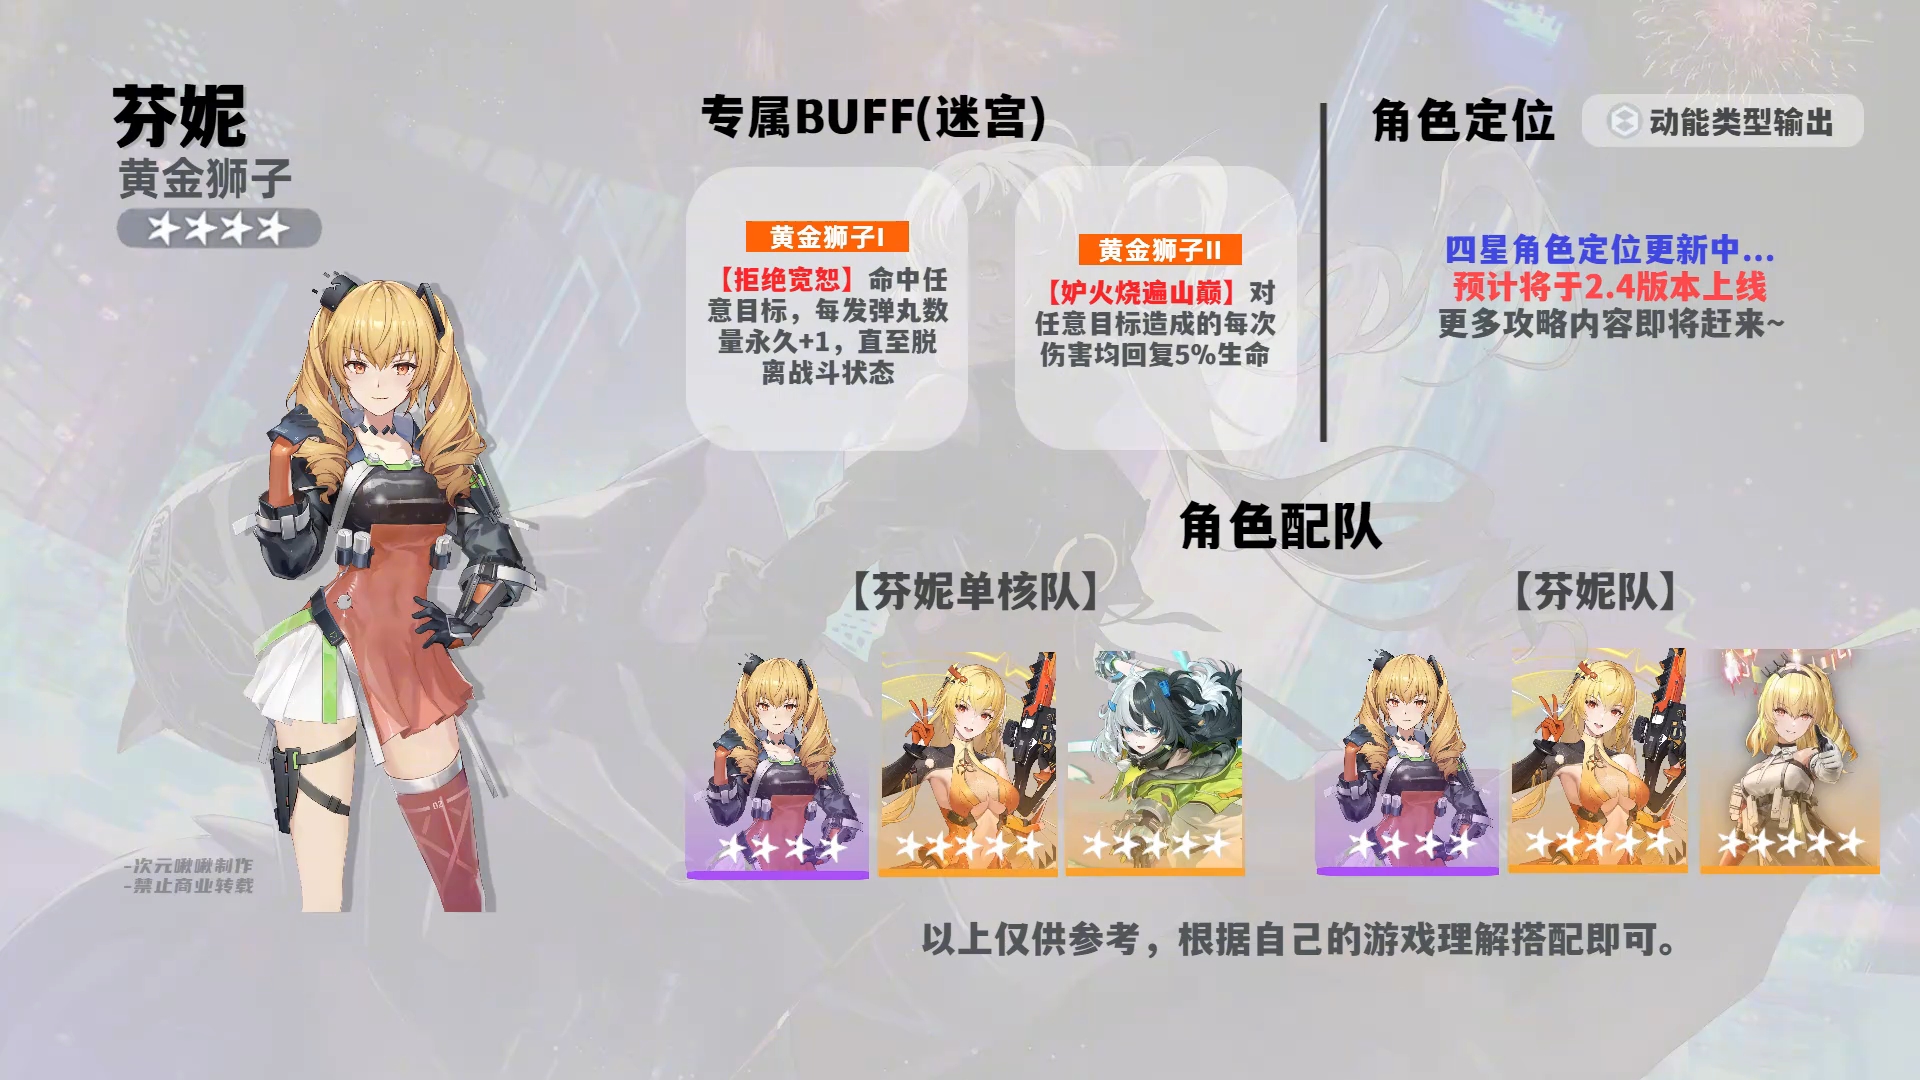 芬妮
黄金狮子
专属BUFF(迷宫)
黄金狮子I
【拒绝宽恕】命中任
意目标，每发弹丸数
量永久+1，直至脱
离战斗状态
黄金狮子II
【妒火烧遍山巅】对
任意目标造成的每次
伤害均回复5%生命
角色定位
动能类型输出
四星角色定位更新中...
预计将于2.4版本上线
更多攻略内容即将赶来~
角色配队
【芬妮单核队】
【芬妮队】
以上仅供参考，根据自己的游戏理解搭配即可。
-次元啾啾制作
-禁止商业转载
02